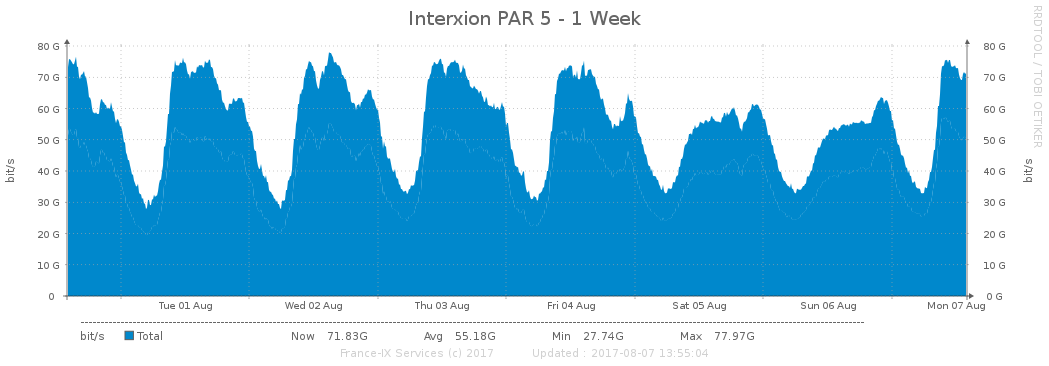 Interxion PAR 5 - 1 Week
RRDTOOL / TOBI OETIKER
80 G 80 G
70 G 70 G
60 G 60 G
50 G 50 G
40 G 40 G
30 G 30 G
20 G 20 G
10 G 10 G
0 0 G
bit/s
bit/s
Tue 01 Aug Wed 02 Aug Thu 03 Aug Fri 04 Aug Sat 05 Aug Sun 06 Aug Mon 07 Aug
bit/s Total Now 71.83G Avg 55.18G Min 27.74G Max 77.97G
France-IX Services (c) 2017 Updated : 2017-08-07 13:55:04